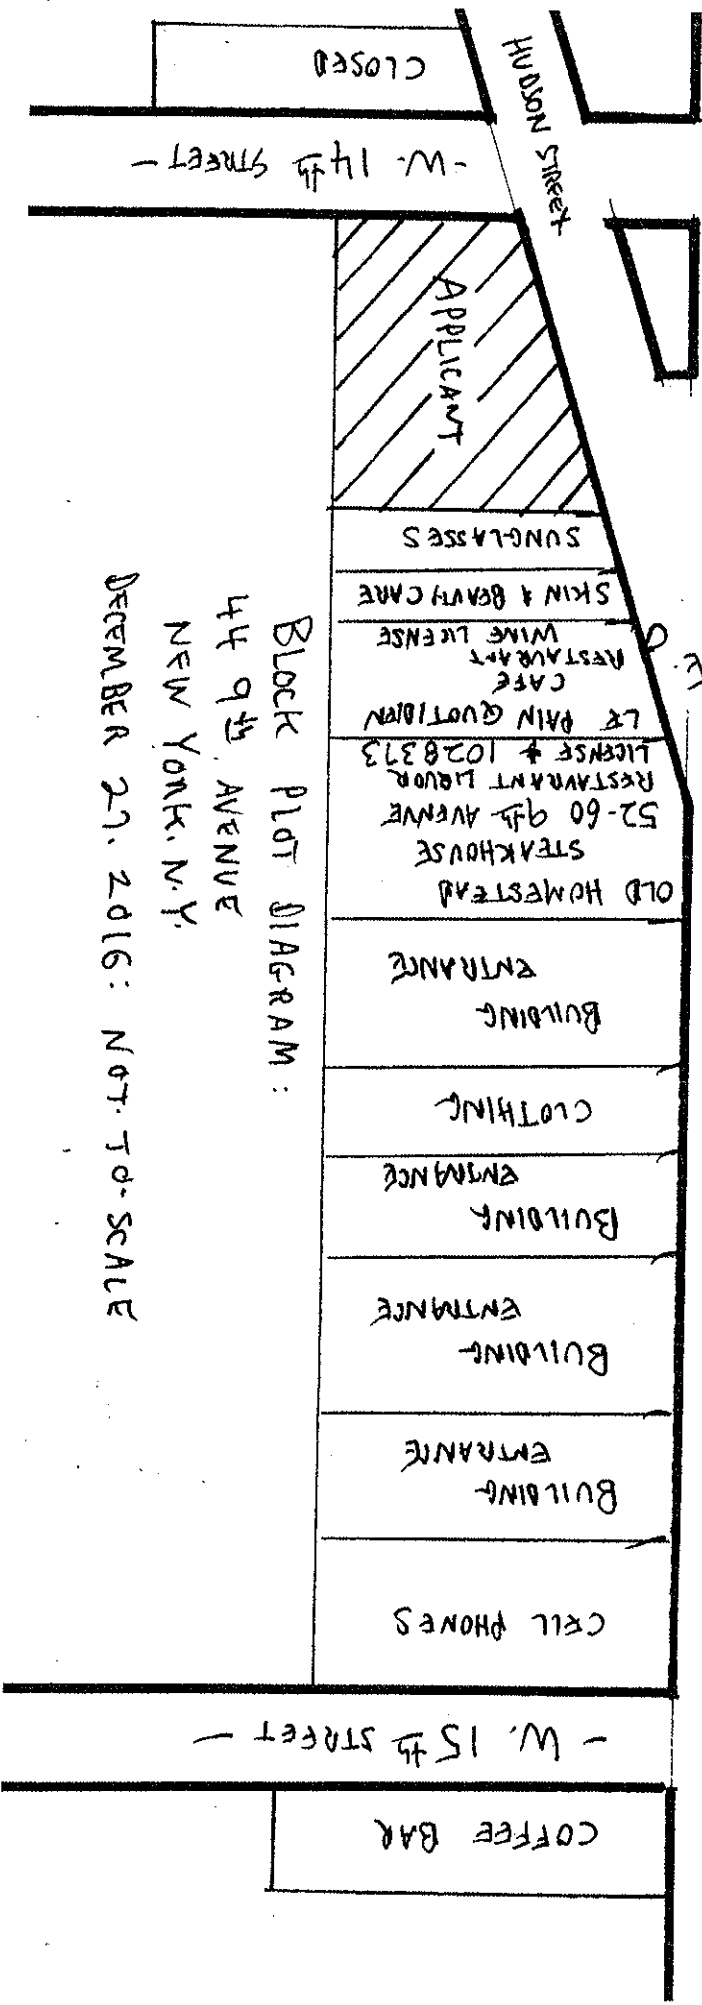 BLOCK PLOT DIAGRAM:
44 9th AVENUE
NEW YORK. N.Y.
DECEMBER 27. 2016: NOT-TO-SCALE
COFFEE BAR
- W. 15th STREET -
CELL PHONES
BUILDING
ENTRANCE
BUILDING
ENTRANCE
BUILDING
ENTRANCE
CLOTHING
BUILDING
ENTRANCE
OLD HOMESTEAD
STEAKHOUSE
52-60 9th AVENUE
RESTAURANT LIQUOR
LICENSE # 1028373
LE PAIN QUOTIDIEN
CAFE
RESTAURANT
WINE LICENSE
SKIN & BEAUTY CARE
SUNGLASSES
APPLICANT
- W. 14th STREET -
CLOSED
HUDSON STREET